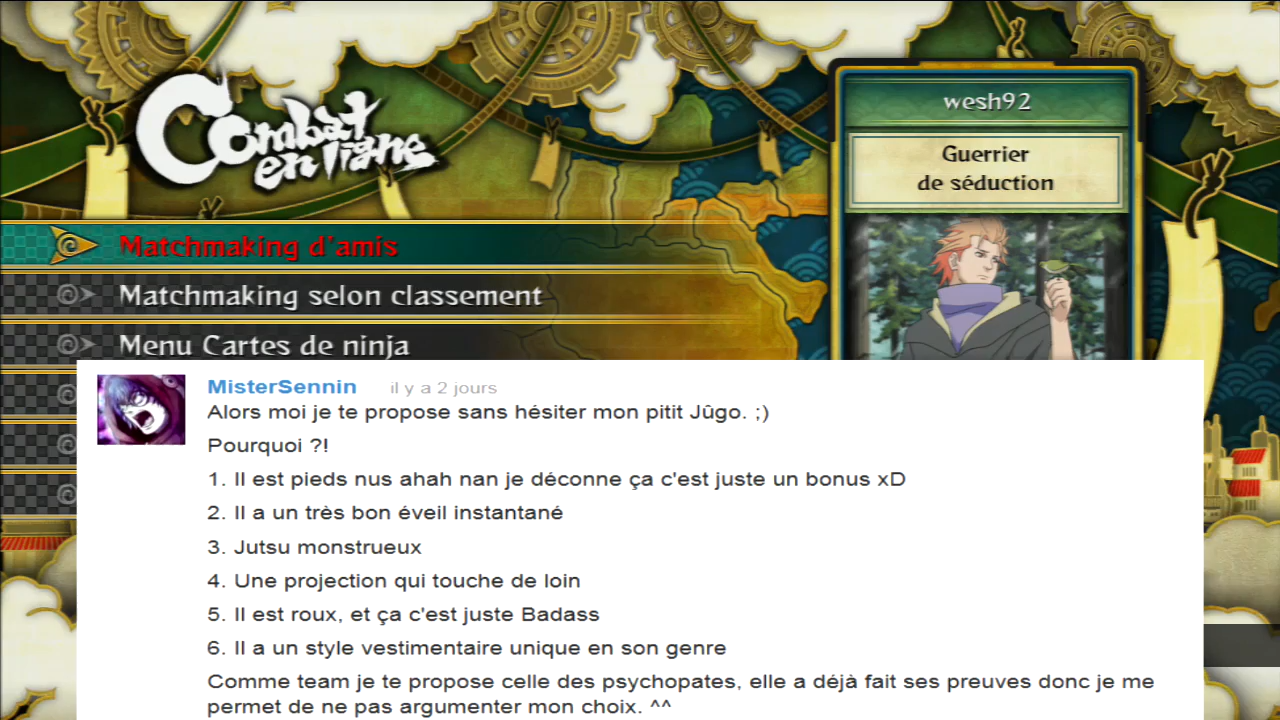 Combat
en ligne
wesh92
Guerrier
de séduction
Matchmaking d'amis
Matchmaking selon classement
Menu Cartes de ninja
MisterSennin il y a 2 jours
Alors moi je te propose sans hésiter mon pitit Jûgo. ;)
Pourquoi ?!
1. Il est pieds nus ahah nan je déconne ça c'est juste un bonus xD
2. Il a un très bon éveil instantané
3. Jutsu monstrueux
4. Une projection qui touche de loin
5. Il est roux, et ça c'est juste Badass
6. Il a un style vestimentaire unique en son genre
Comme team je te propose celle des psychopates, elle a déjà fait ses preuves donc je me
permet de ne pas argumenter mon choix. ^^